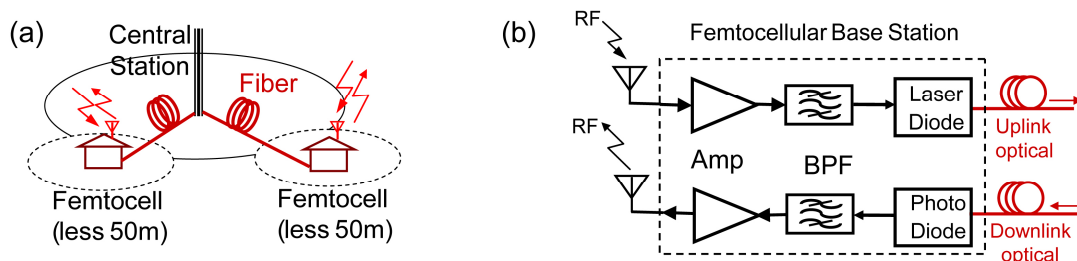 (a)
Central
Station
Fiber
Femtocell
(less 50m)
Femtocell
(less 50m)
(b)
RF
Femtocellular Base Station
Laser
Diode
Uplink
optical
RF
Amp
BPF
Photo
Diode
Downlink
optical